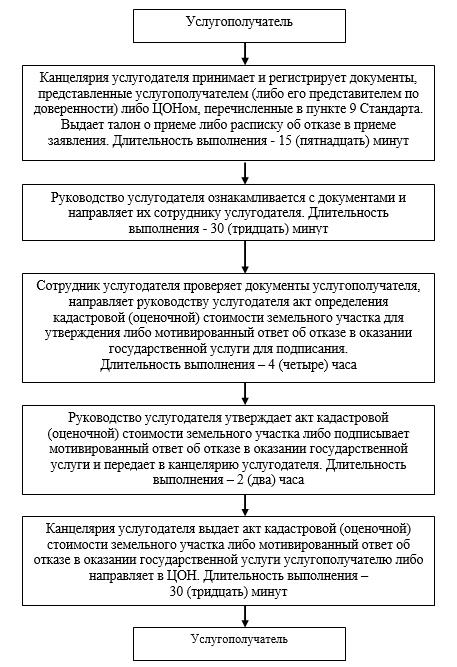 Услугополучатель
Канцелярия услугодателя принимает и регистрирует документы,
представленные услугополучателем (либо его представителем по
доверенности) либо ЦОНом, перечисленные в пункте 9 Стандарта.
Выдает талон о приеме либо расписку об отказе в приеме
заявления. Длительность выполнения - 15 (пятнадцать) минут
Руководство услугодателя ознакамливается с документами и
направляет их сотруднику услугодателя. Длительность
выполнения - 30 (тридцать) минут
Сотрудник услугодателя проверяет документы услугополучателя,
направляет руководству услугодателя акт определения
кадастровой (оценочной) стоимости земельного участка для
утверждения либо мотивированный ответ об отказе в оказании
государственной услуги для подписания.
Длительность выполнения – 4 (четыре) часа
Руководство услугодателя утверждает акт кадастровой
(оценочной) стоимости земельного участка либо подписывает
мотивированный ответ об отказе в оказании государственной
услуги и передает в канцелярию услугодателя. Длительность
выполнения – 2 (два) часа
Канцелярия услугодателя выдает акт кадастровой (оценочной)
стоимости земельного участка либо мотивированный ответ об
отказе в оказании государственной услуги услугополучателю либо
направляет в ЦОН. Длительность выполнения –
30 (тридцать) минут
Услугополучатель